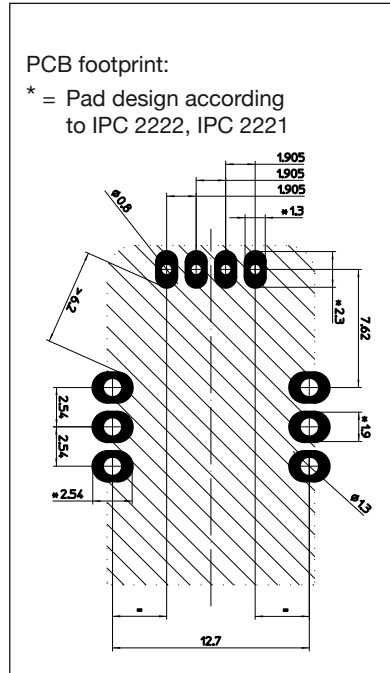 PCB footprint:
* = Pad design according
to IPC 2222, IPC 2221
1.905
1.905
1.905
ø0.8
*1.3
>6.2
*2.3
7.62
2.54
2.54
*1.9
*2.54
ø1.3
=
=
12.7